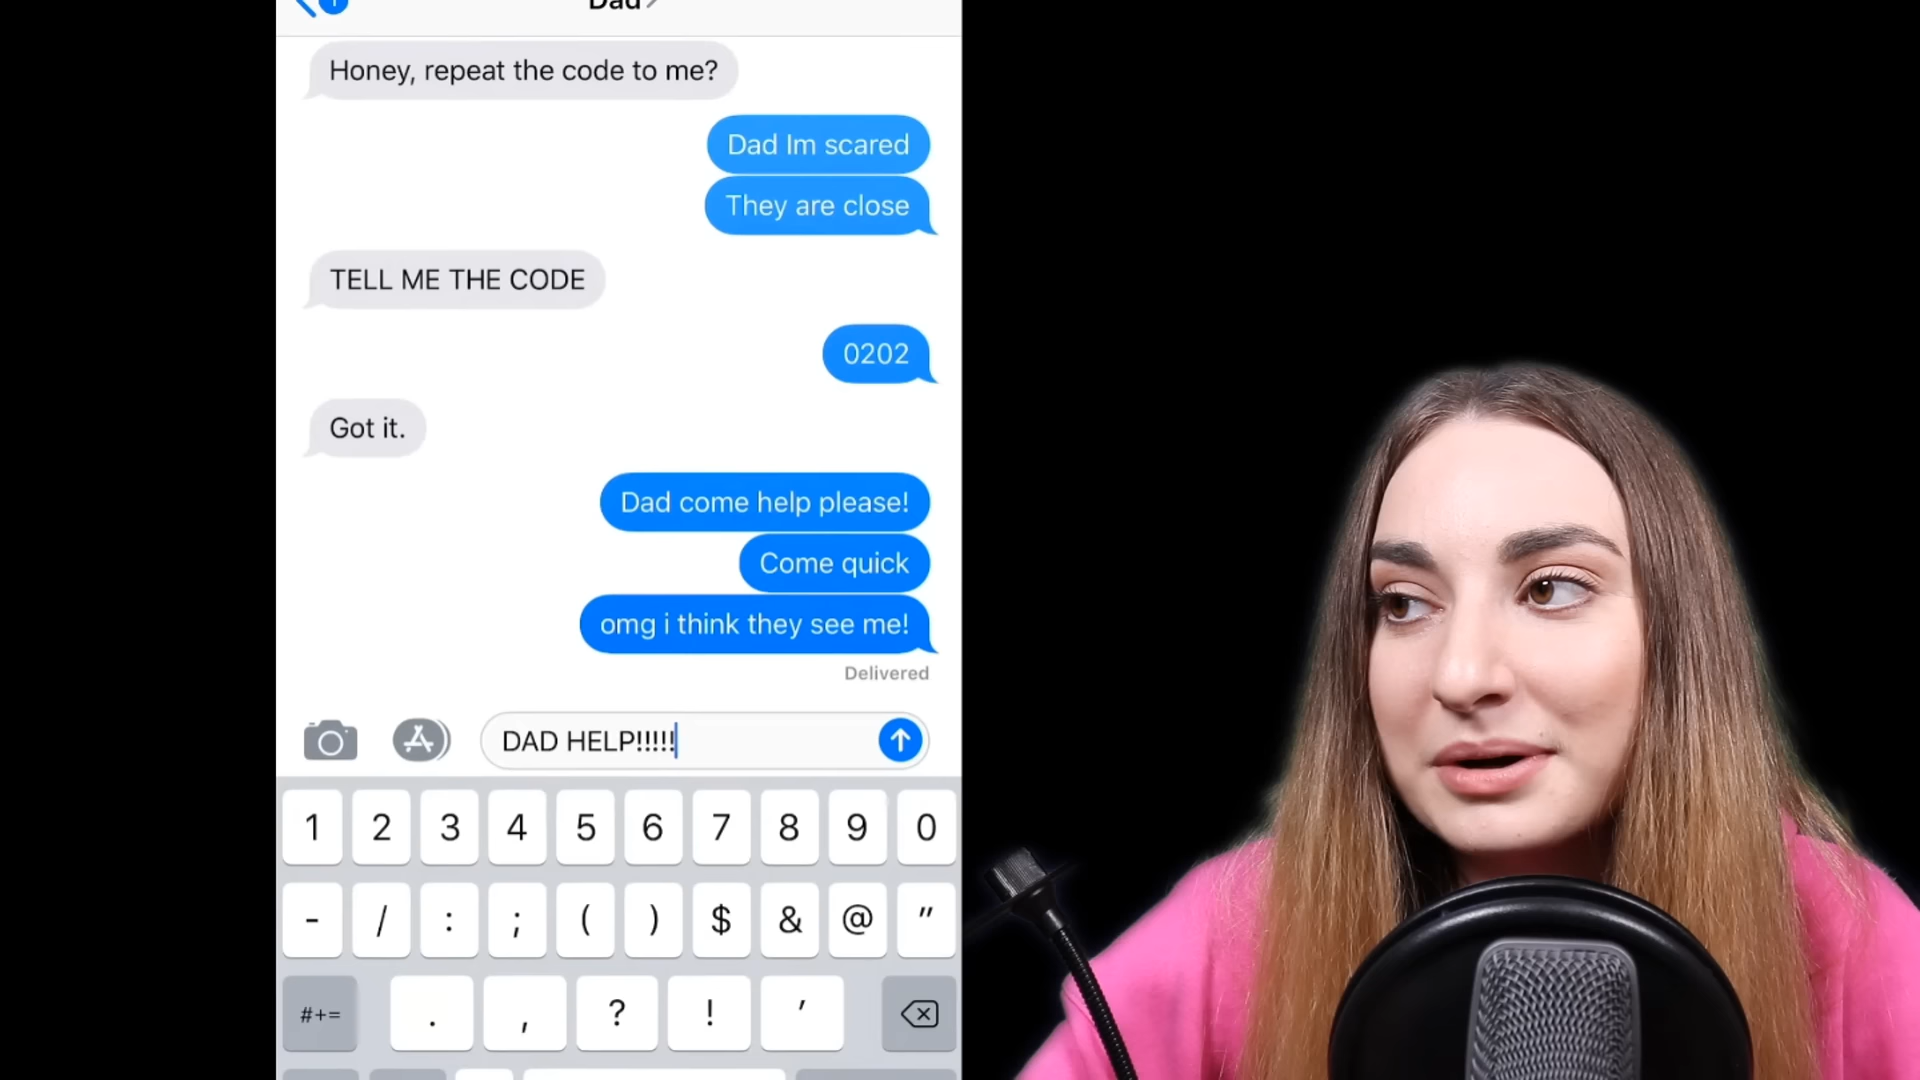 1
Dad
Honey, repeat the code to me?
Dad Im scared
They are close
TELL ME THE CODE
0202
Got it.
Dad come help please!
Come quick
omg i think they see me!
Delivered
DAD HELP!!!!!
1 2 3 4 5 6 7 8 9 0
- / : ; ( ) $ & @ "
#+= . , ? ! '